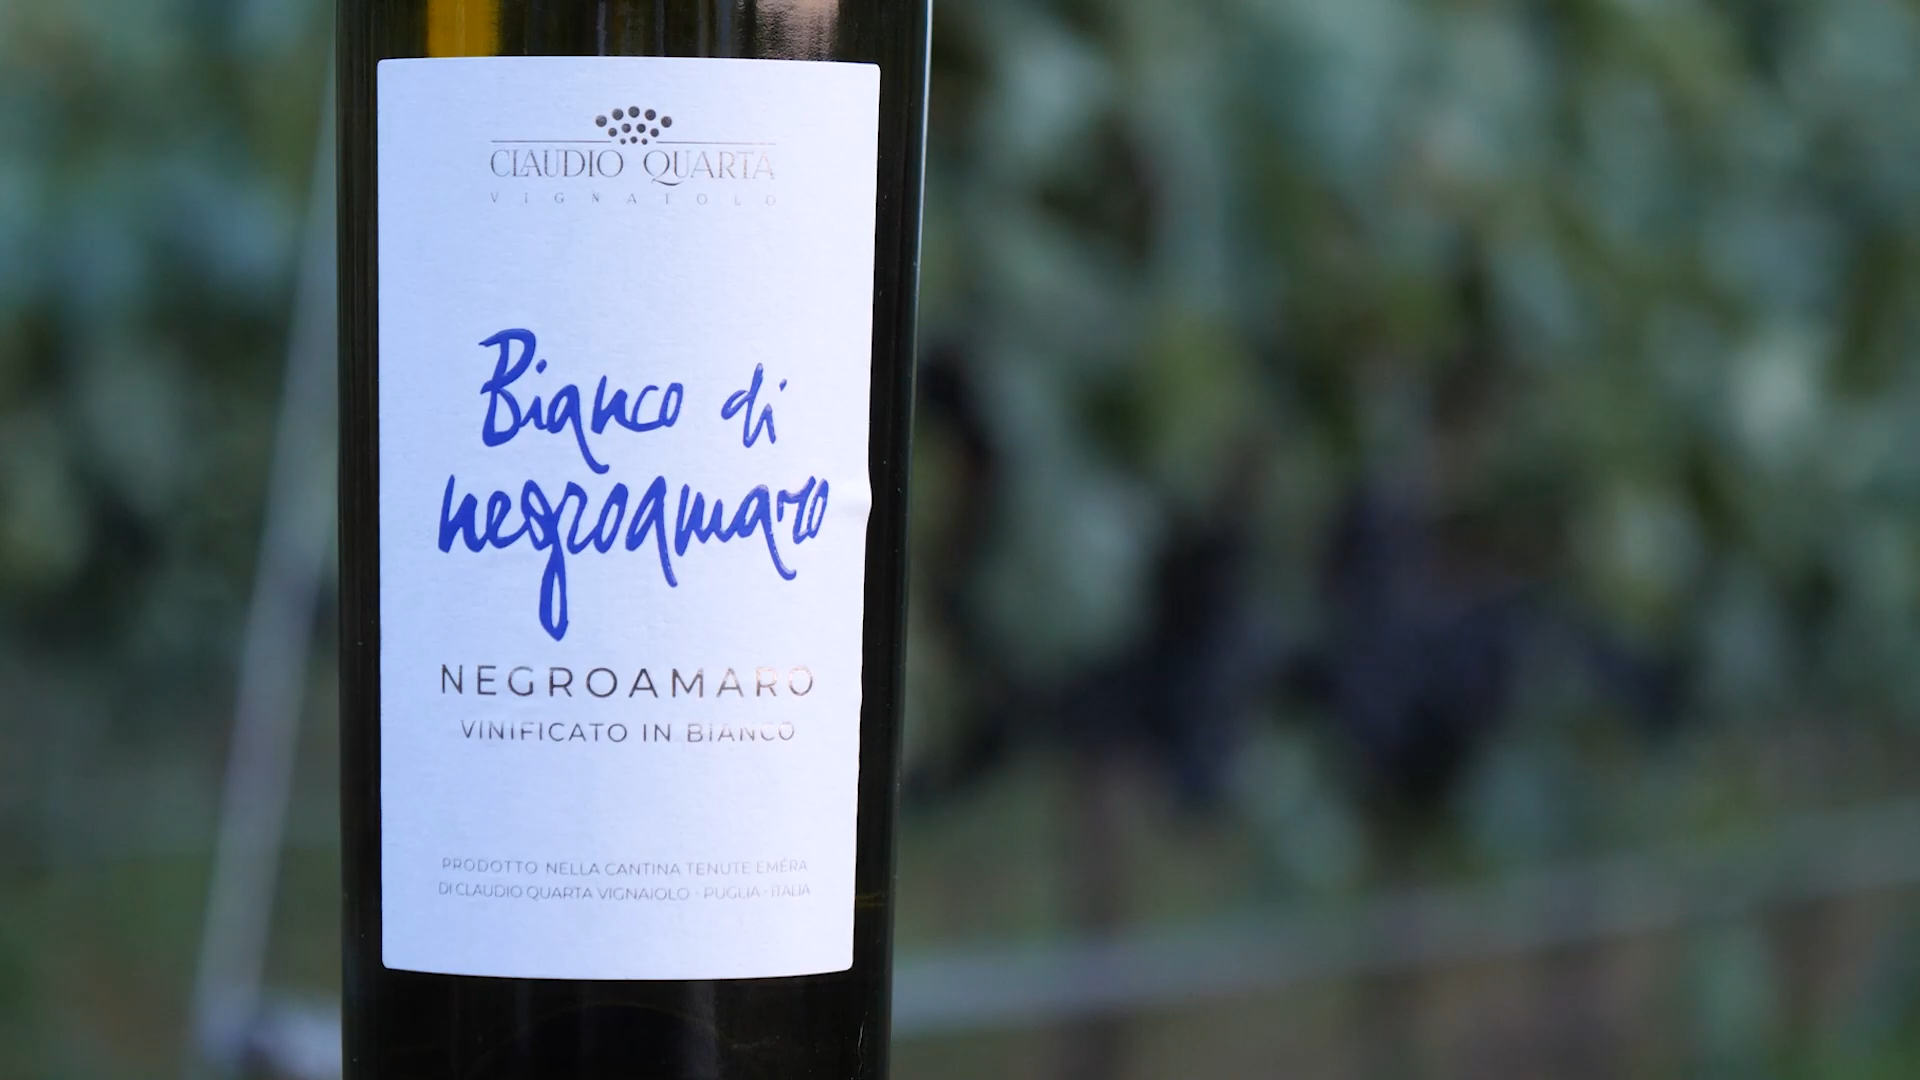 CLAUDIO QUARTA
VIGNAIOLO
Bianco di
negroamaro
NEGROAMARO
VINIFICATO IN BIANCO
PRODOTTO NELLA CANTINA TENUTE EMÉRA
DI CLAUDIO QUARTA VIGNAIOLO - PUGLIA - ITALIA